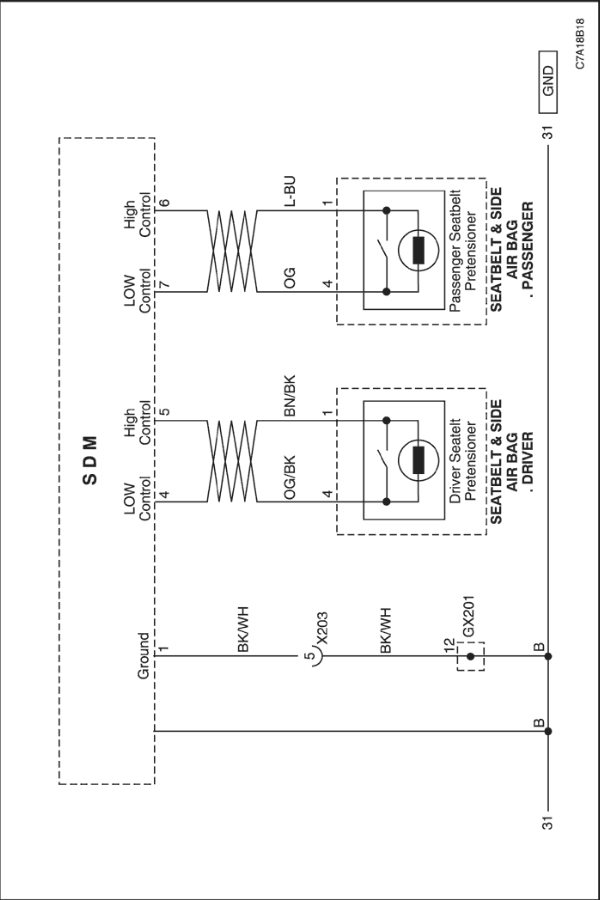 S D M
Ground
LOW
Control
High
Control
LOW
Control
High
Control
1
4
5
7
6
BK/WH
OG/BK
BN/BK
OG
L-BU
5
X203
4
1
4
1
BK/WH
12
GX201
Driver Seatelt
Pretensioner
SEATBELT & SIDE
AIR BAG
. DRIVER
Passenger Seatbelt
Pretensioner
SEATBELT & SIDE
AIR BAG
. PASSENGER
B
B
31
31
GND
C7A18B18